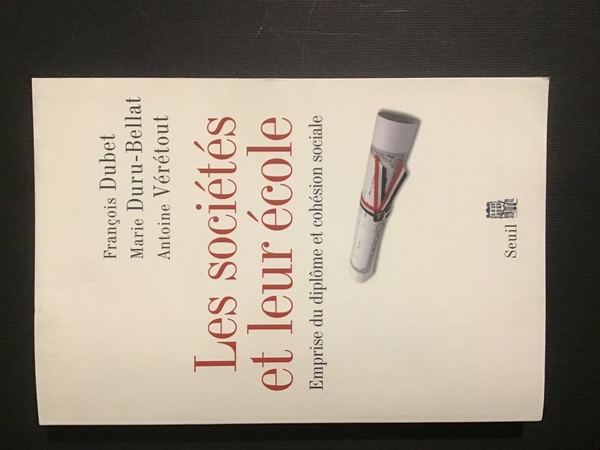 François Dubet
Marie Duru-Bellat
Antoine Vérétout
Les sociétés
et leur école
Emprise du diplôme et cohésion sociale
Seuil